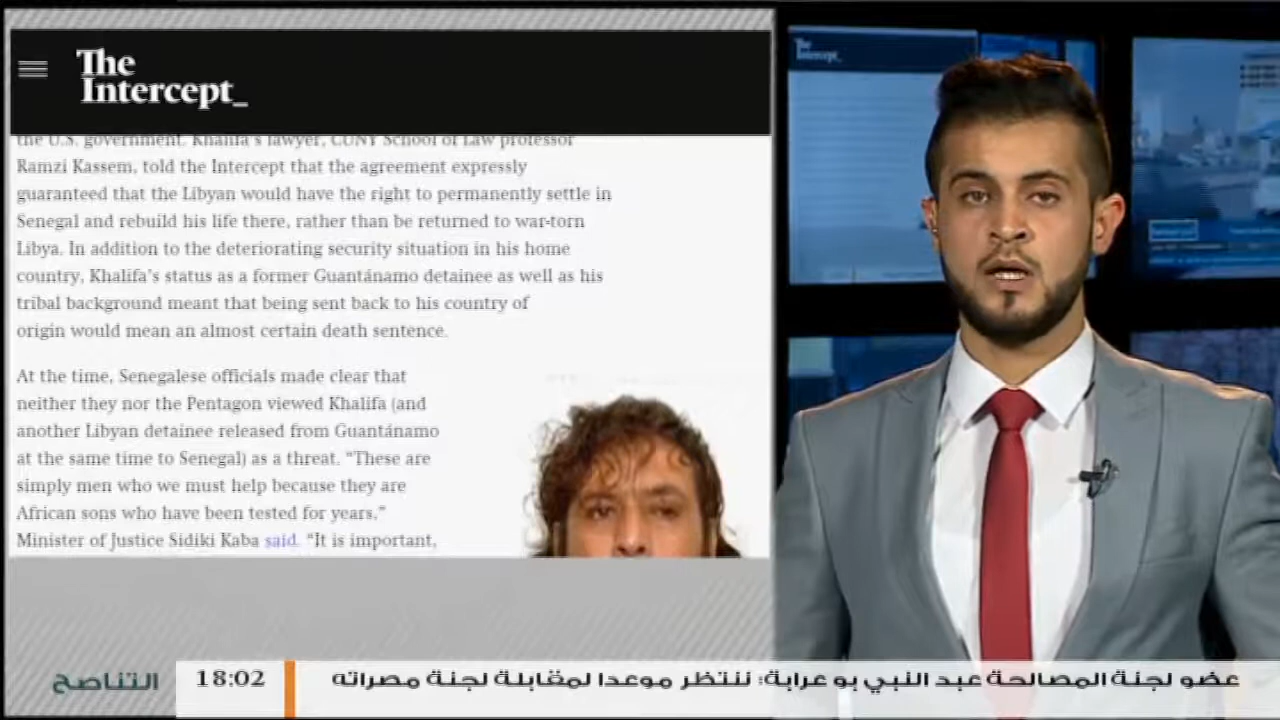 The
Intercept_
the U.S. government. Khalifa's lawyer, CUNY School of Law professor
Ramzi Kassem, told the Intercept that the agreement expressly
guaranteed that the Libyan would have the right to permanently settle in
Senegal and rebuild his life there, rather than be returned to war-torn
Libya. In addition to the deteriorating security situation in his home
country, Khalifa's status as a former Guantánamo detainee as well as his
tribal background meant that being sent back to his country of
origin would mean an almost certain death sentence.
At the time, Senegalese officials made clear that
neither they nor the Pentagon viewed Khalifa (and
another Libyan detainee released from Guantánamo
at the same time to Senegal) as a threat. "These are
simply men who we must help because they are
African sons who have been tested for years,"
Minister of Justice Sidiki Kaba said. "It is important,
The
Intercept_
عضو لجنة المصالحة عبد النبي بو عرابة: ننتظر موعدا لمقابلة لجنة مصراته
18:02
التناصح